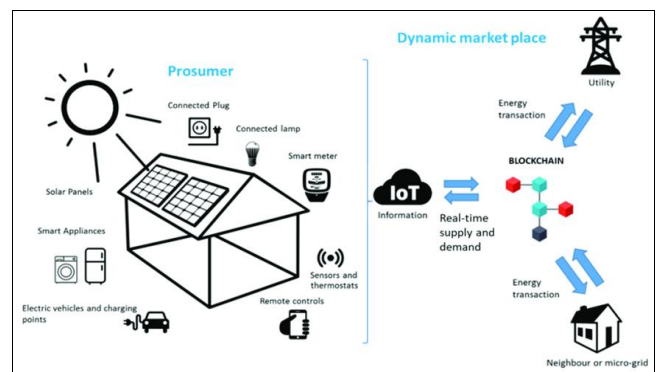 Dynamic market place
Prosumer
Utility
Connected Plug
Energy
transaction
Connected lamp
Smart meter
BLOCKCHAIN
IoT
Solar Panels
Information
Real-time
supply and
demand
Smart Appliances
Sensors and
thermostats
Energy
transaction
Remote controls
Electric vehicles and charging
points
Neighbour or micro-grid